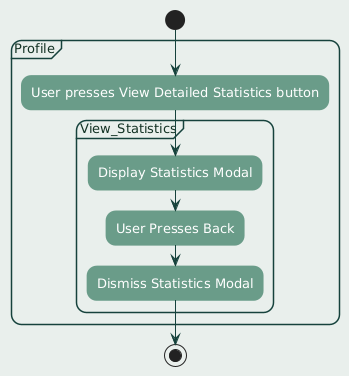 Profile
User presses View Detailed Statistics button
View_Statistics
Display Statistics Modal
User Presses Back
Dismiss Statistics Modal